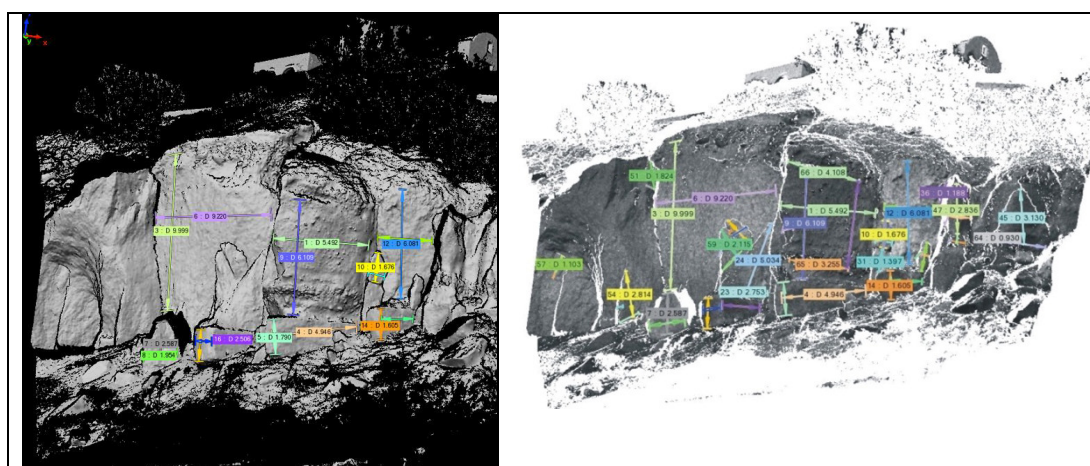 x
y
6 : D 9.220
3 : D 9.999
1 : D 5.492
12 : D 6.081
9 : D 6.109
10 : D 1.676
14 : D 1.605
4 : D 4.946
16 : D 2.506
5 : D 1.790
7 : D 2.587
8 : D 1.954
66 : D 4.108
51 : D 1.824
36 : D 1.188
6 : D 9.220
3 : D 9.999
1 : D 5.492
12 : D 6.081
47 : D 2.836
45 : D 3.130
9 : D 6.109
10 : D 1.676
64 : D 0.930
59 : D 2.115
24 : D 5.034
31 : D 1.397
57 : D 1.103
65 : D 3.255
14 : D 1.605
54 : D 2.814
23 : D 2.753
4 : D 4.946
7 : D 2.587